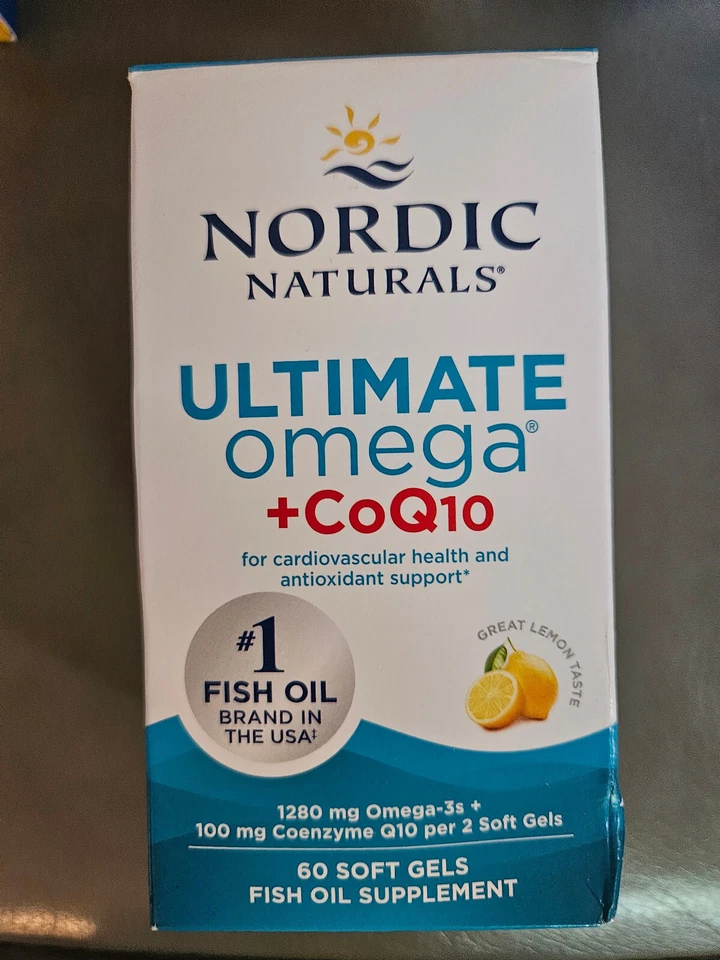 NORDIC
NATURALS®
ULTIMATE
omega®
+CoQ10
for cardiovascular health and
antioxidant support*
#1
FISH OIL
BRAND IN
THE USA‡
GREAT LEMON TASTE
1280 mg Omega-3s +
100 mg Coenzyme Q10 per 2 Soft Gels
60 SOFT GELS
FISH OIL SUPPLEMENT